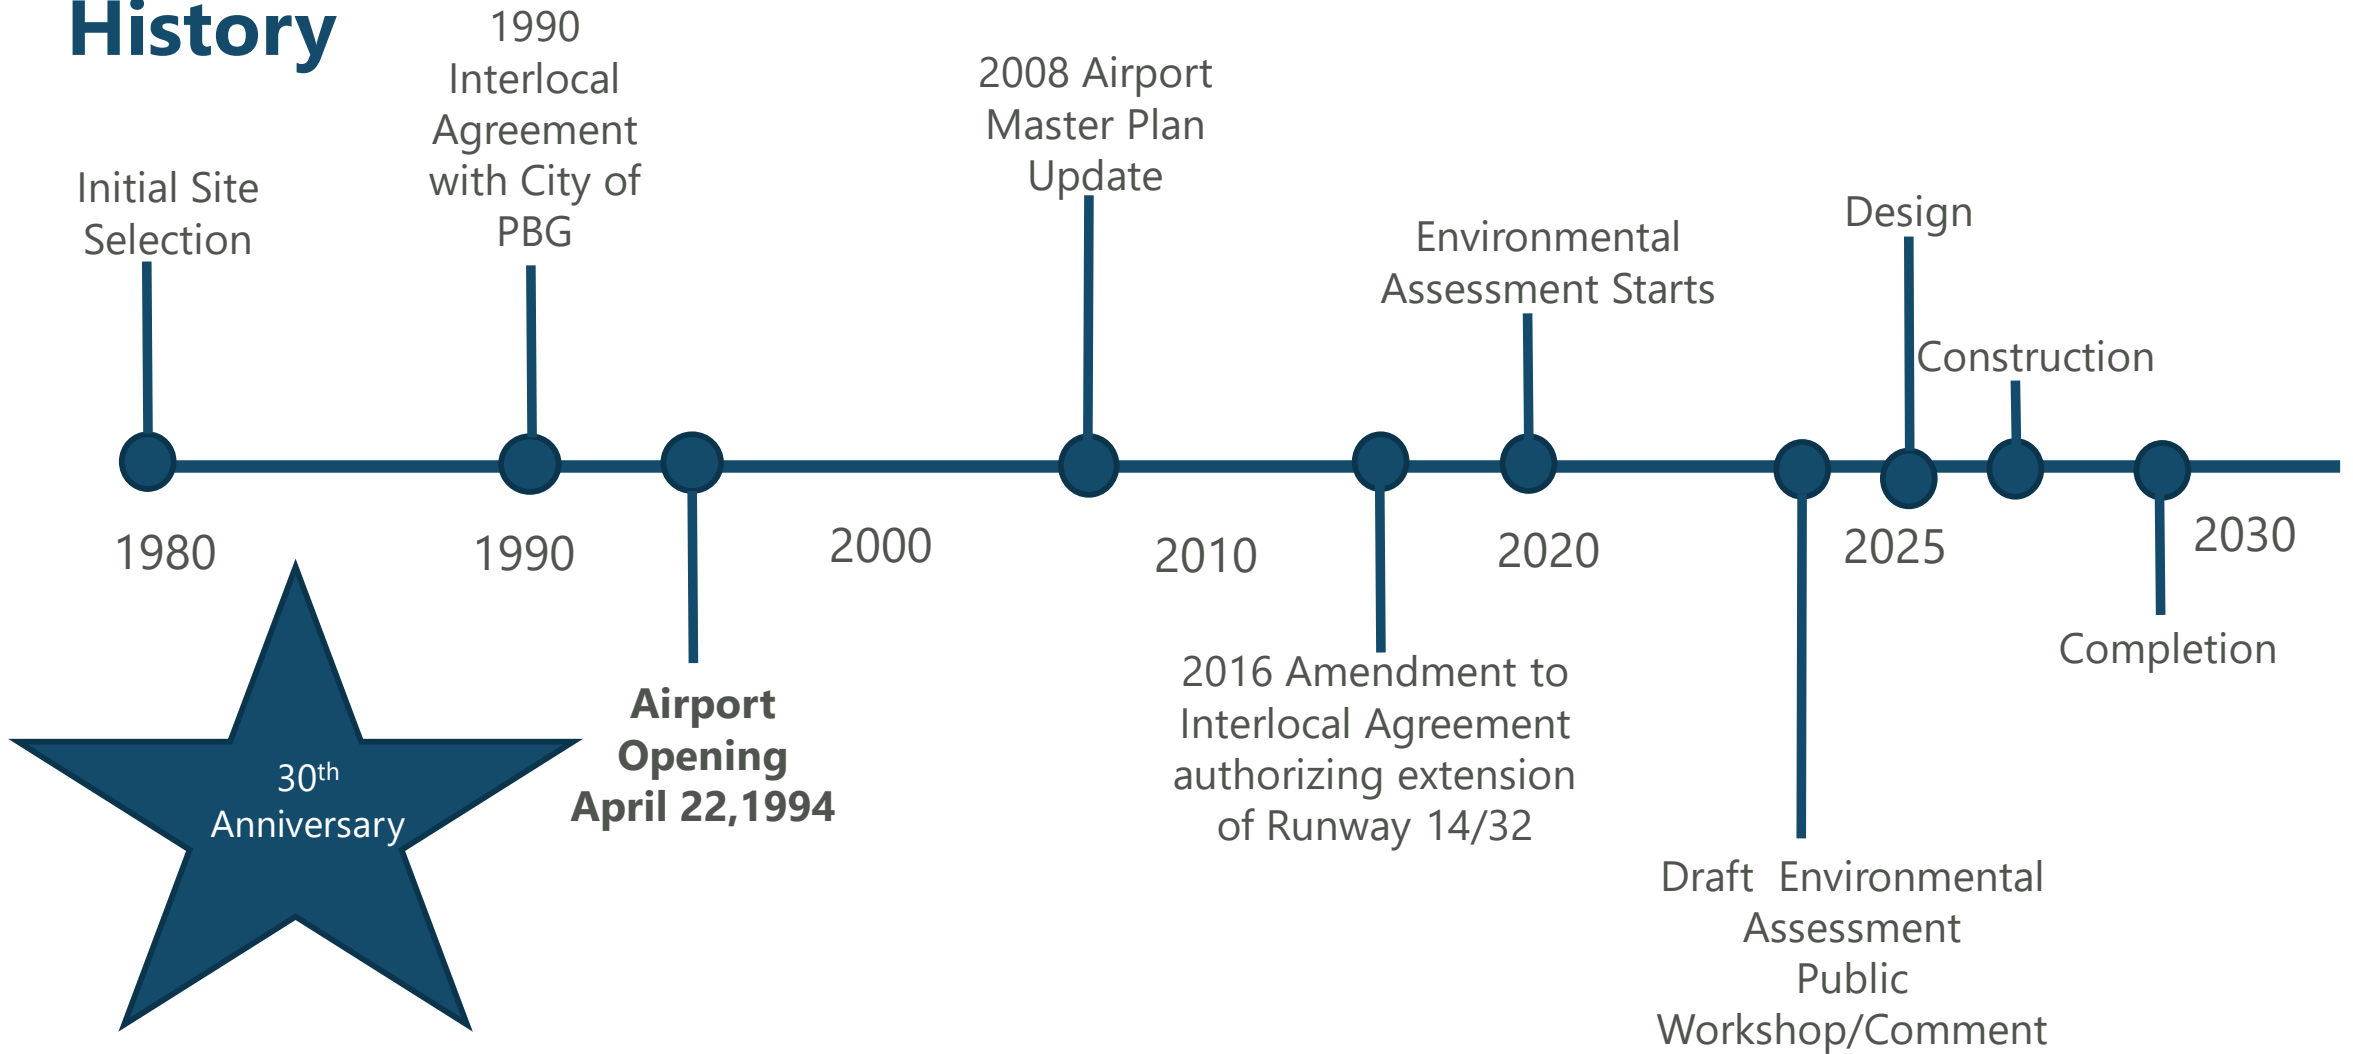 History
Initial Site
Selection
1990
Interlocal
Agreement
with City of
PBG
2008 Airport
Master Plan
Update
Environmental
Assessment Starts
Design
Construction
1980
1990
2000
2010
2020
2025
2030
30th
Anniversary
Airport
Opening
April 22,1994
2016 Amendment to
Interlocal Agreement
authorizing extension
of Runway 14/32
Draft  Environmental
Assessment
Public
Workshop/Comment
Completion